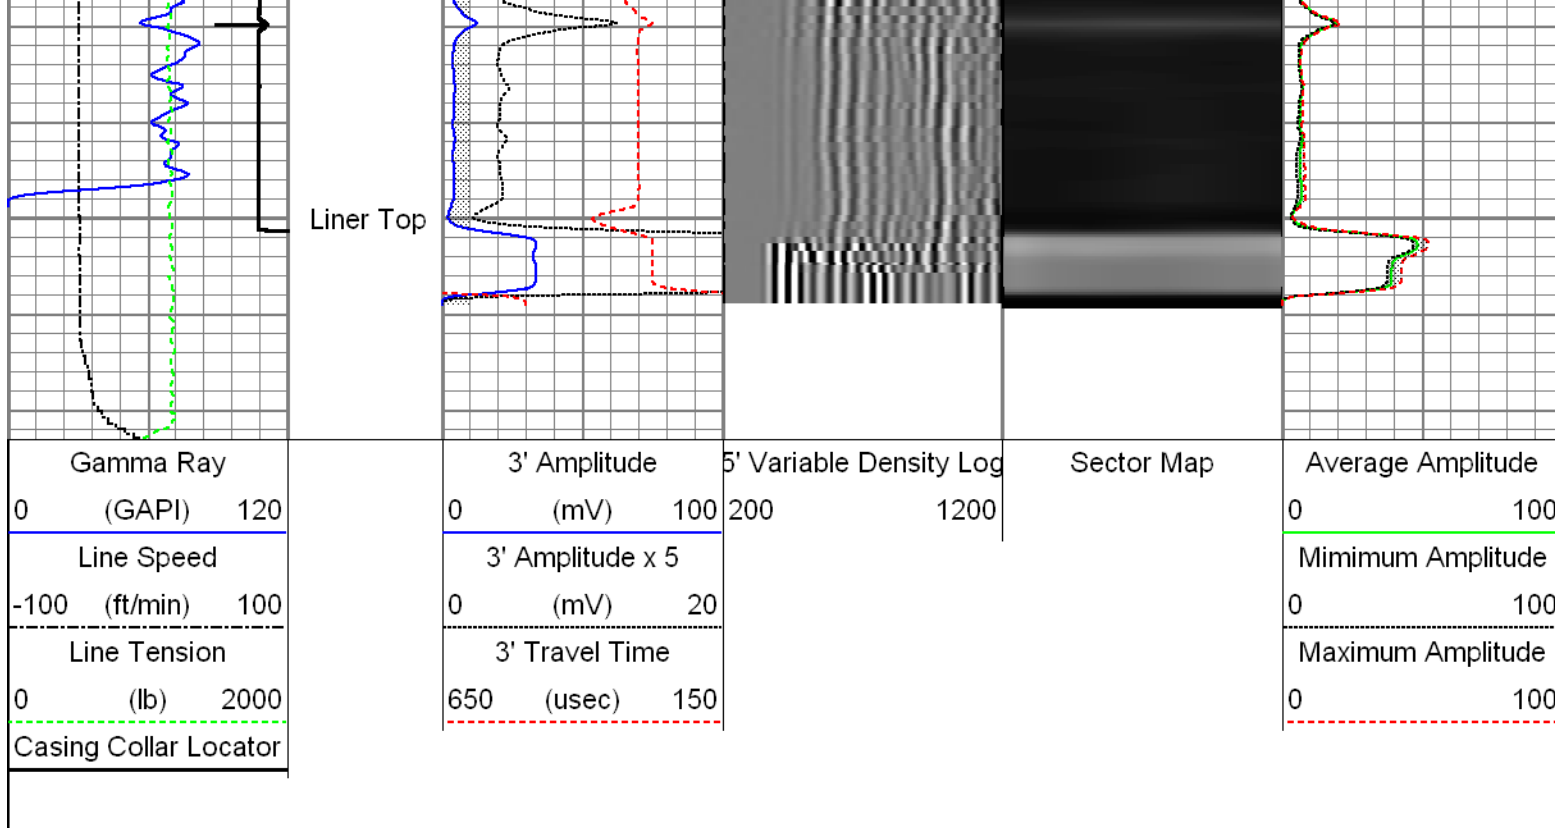 Liner Top
Gamma Ray
0 (GAPI) 120
Line Speed
-100 (ft/min) 100
Line Tension
0 (lb) 2000
Casing Collar Locator
3' Amplitude
0 (mV) 100
3' Amplitude x 5
0 (mV) 20
3' Travel Time
650 (usec) 150
5' Variable Density Log
200 1200
Sector Map
Average Amplitude
0 100
Mimimum Amplitude
0 100
Maximum Amplitude
0 100